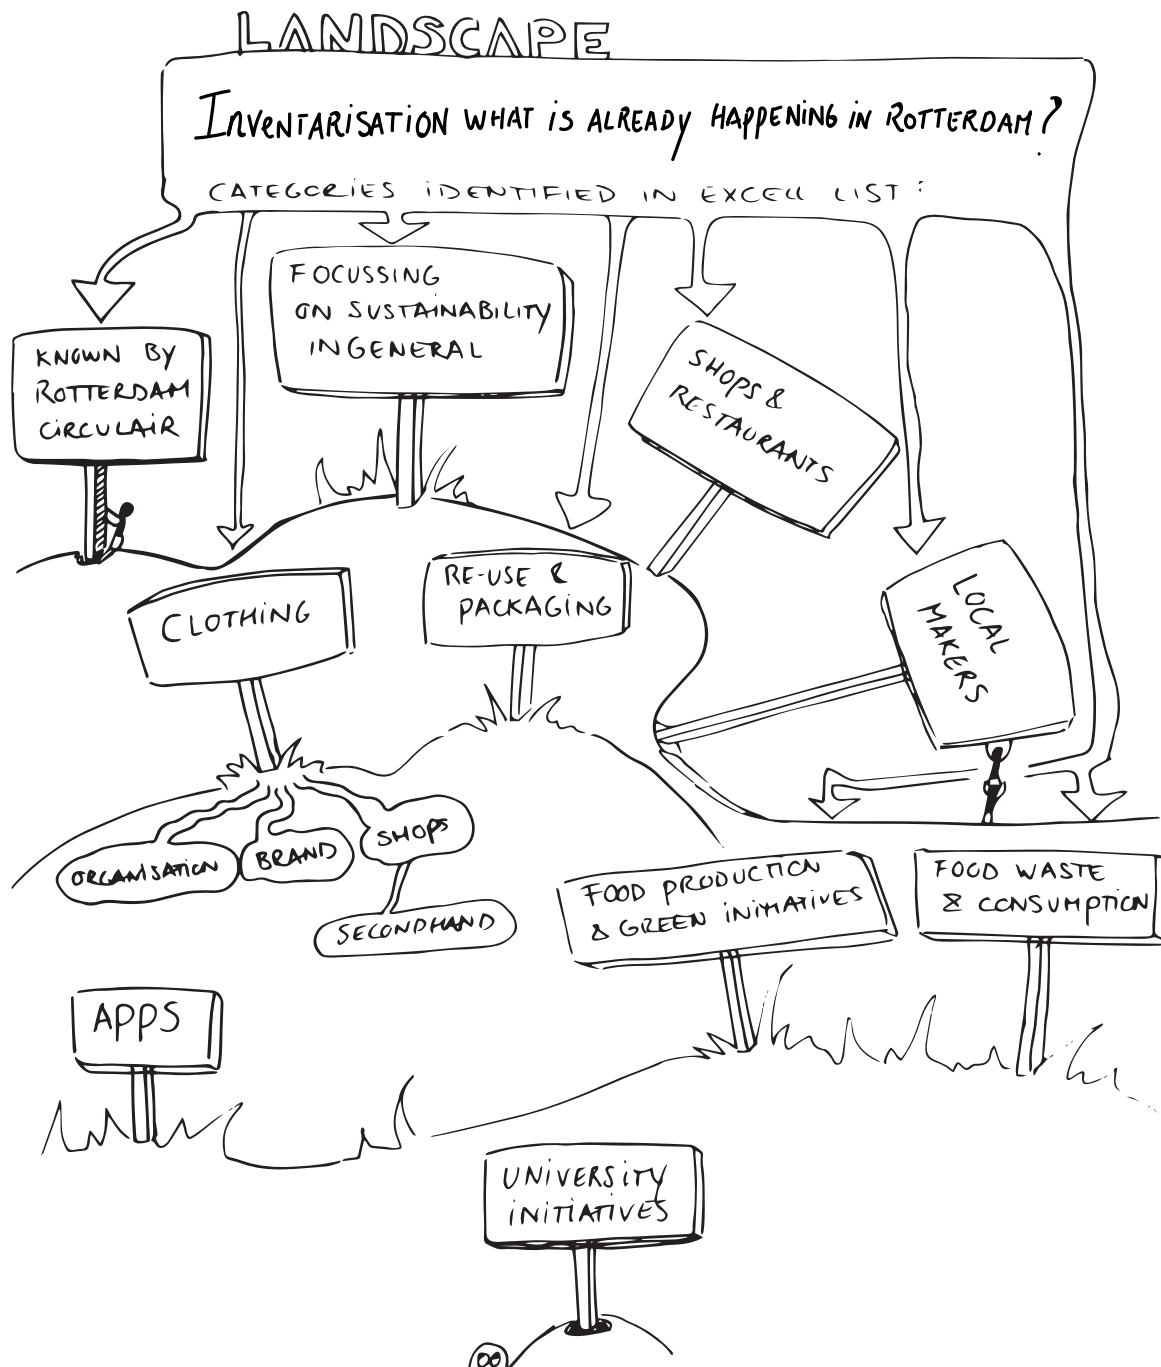 LANDSCAPE
INVENTARISATION WHAT IS ALREADY HAPPENING IN ROTTERDAM?
CATEGORIES IDENTIFIED IN EXCELL LIST:
KNOWN BY
ROTTERDAM
CIRCULAIR
FOCUSSING
ON SUSTAINABILITY
IN GENERAL
SHOPS &
RESTAURANTS
CLOTHING
RE-USE &
PACKAGING
LOCAL
MAKERS
ORGANISATION
BRAND
SHOPS
SECONDHAND
FOOD PRODUCTION
& GREEN INITIATIVES
FOOD WASTE
& CONSUMPTION
APPS
UNIVERSITY
INITIATIVES